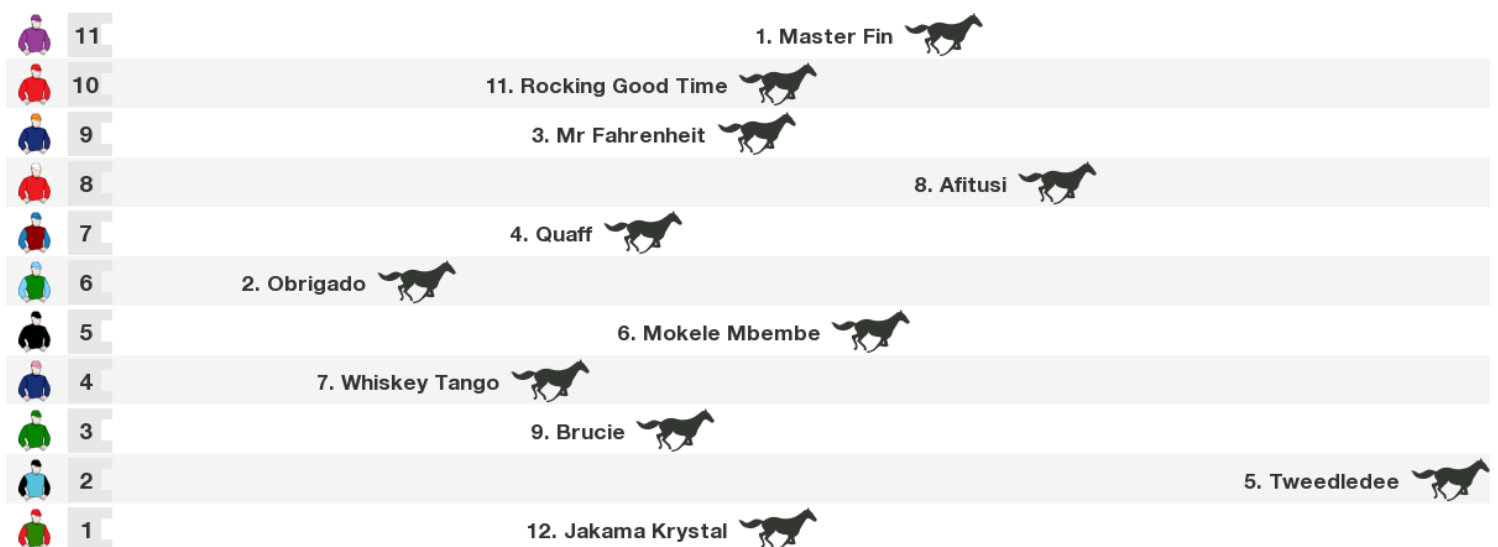 11 1. Master Fin
10 11. Rocking Good Time
9 3. Mr Fahrenheit
8 8. Afitusi
7 4. Quaff
6 2. Obrigado
5 6. Mokele Mbembe
4 7. Whiskey Tango
3 9. Brucie
2 5. Tweedledee
1 12. Jakama Krystal